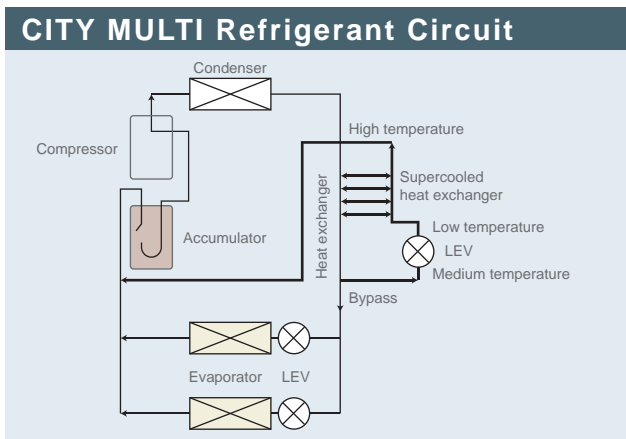 CITY MULTI Refrigerant Circuit
Condenser
High temperature
Compressor
Supercooled
heat exchanger
Heat exchanger
Accumulator
Low temperature
LEV
Medium temperature
Bypass
Evaporator
LEV